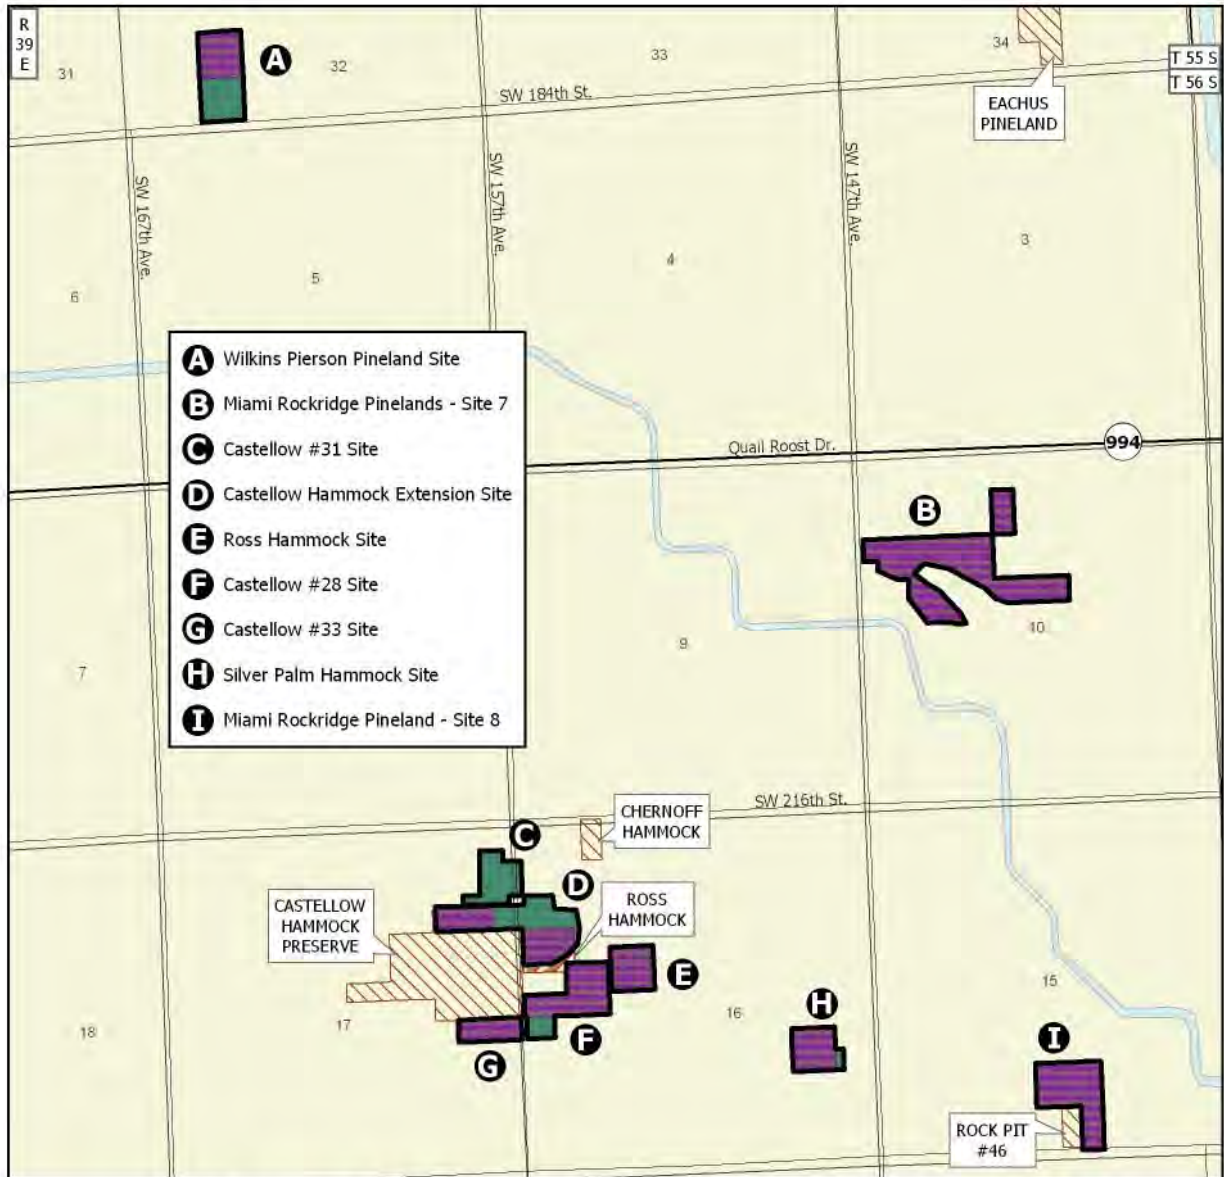 R
39
E
31
A
32
33
34
T 55 S
T 56 S
SW 184th St.
EACHUS
PINELAND
SW 167th Ave.
SW 157th Ave.
SW 147th Ave.
6
5
4
3
A Wilkins Pierson Pineland Site
B Miami Rockridge Pinelands - Site 7
C Castellow #31 Site
D Castellow Hammock Extension Site
E Ross Hammock Site
F Castellow #28 Site
G Castellow #33 Site
H Silver Palm Hammock Site
I Miami Rockridge Pineland - Site 8
Quail Roost Dr.
994
B
7
9
10
SW 216th St.
CHERNOFF
HAMMOCK
C
D
CASTELLOW
HAMMOCK
PRESERVE
ROSS
HAMMOCK
E
18
17
16
15
F
G
H
I
ROCK PIT
#46